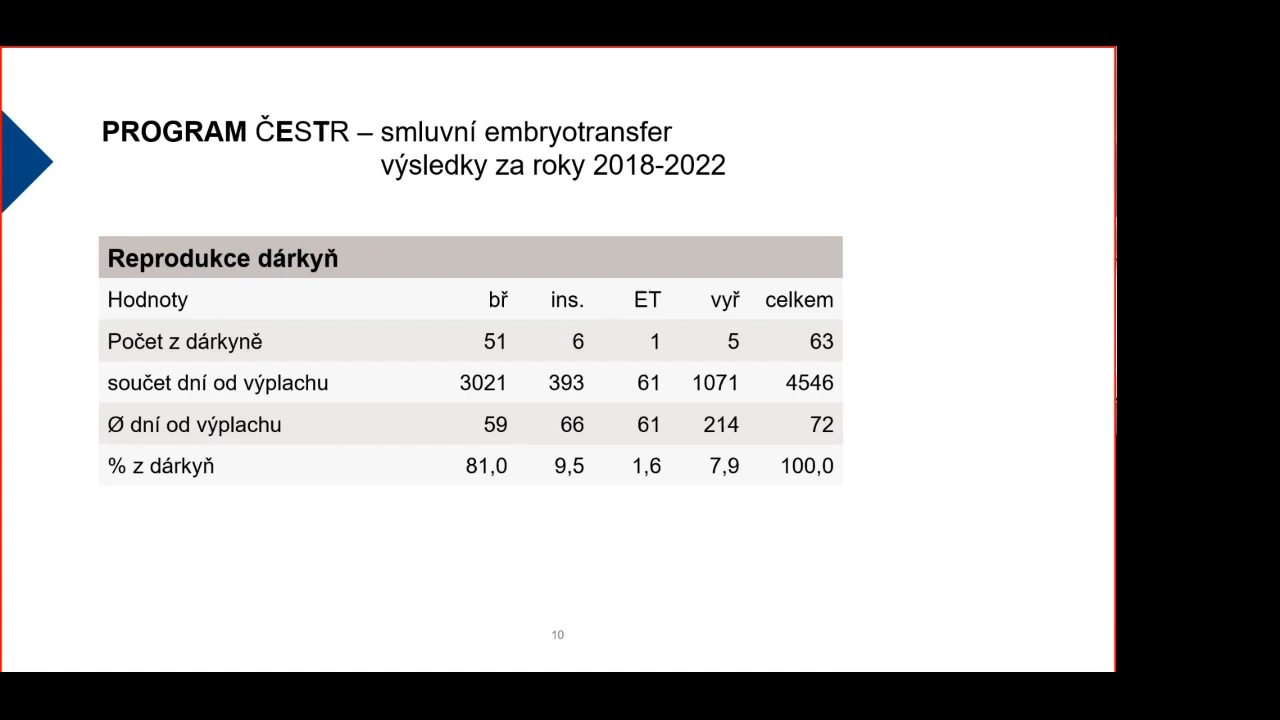 PROGRAM ČESTR – smluvní embryotransfer
výsledky za roky 2018-2022
Reprodukce dárkyň
Hodnoty bř ins. ET vyř celkem
Počet z dárkyně 51 6 1 5 63
součet dní od výplachu 3021 393 61 1071 4546
Ø dní od výplachu 59 66 61 214 72
% z dárkyň 81,0 9,5 1,6 7,9 100,0
10